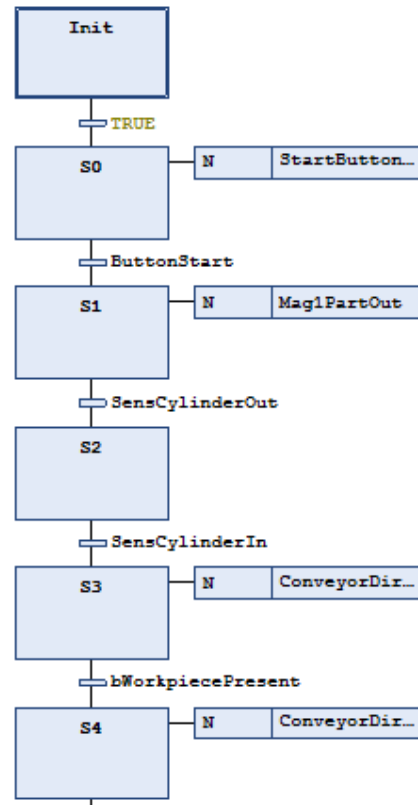 Init
TRUE
S0
N StartButton…
ButtonStart
S1
N Mag1PartOut
SensCylinderOut
S2
SensCylinderIn
S3
N ConveyorDir…
bWorkpiecePresent
S4
N ConveyorDir…